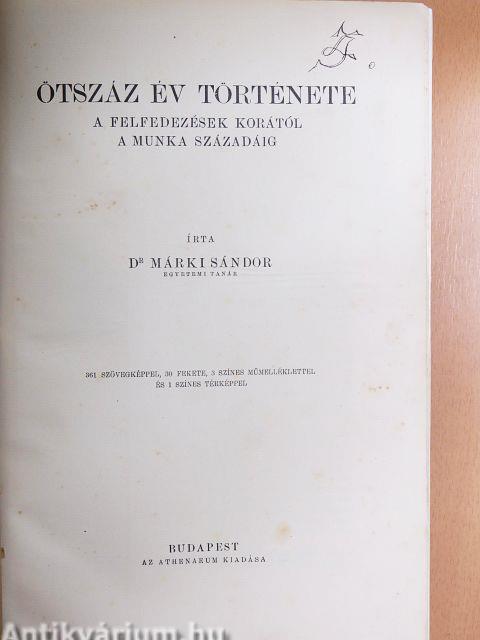 ÖTSZÁZ ÉV TÖRTÉNETE
A FELFEDEZÉSEK KORÁTÓL
A MUNKA SZÁZADÁIG
ÍRTA
DR MÁRKI SÁNDOR
EGYETEMI TANÁR
361 SZÖVEGKÉPPEL, 30 FEKETE, 3 SZÍNES MŰMELLÉKLETTEL
ÉS 1 SZÍNES TÉRKÉPPEL
BUDAPEST
AZ ATHENAEUM KIADÁSA
Antikvárium.hu